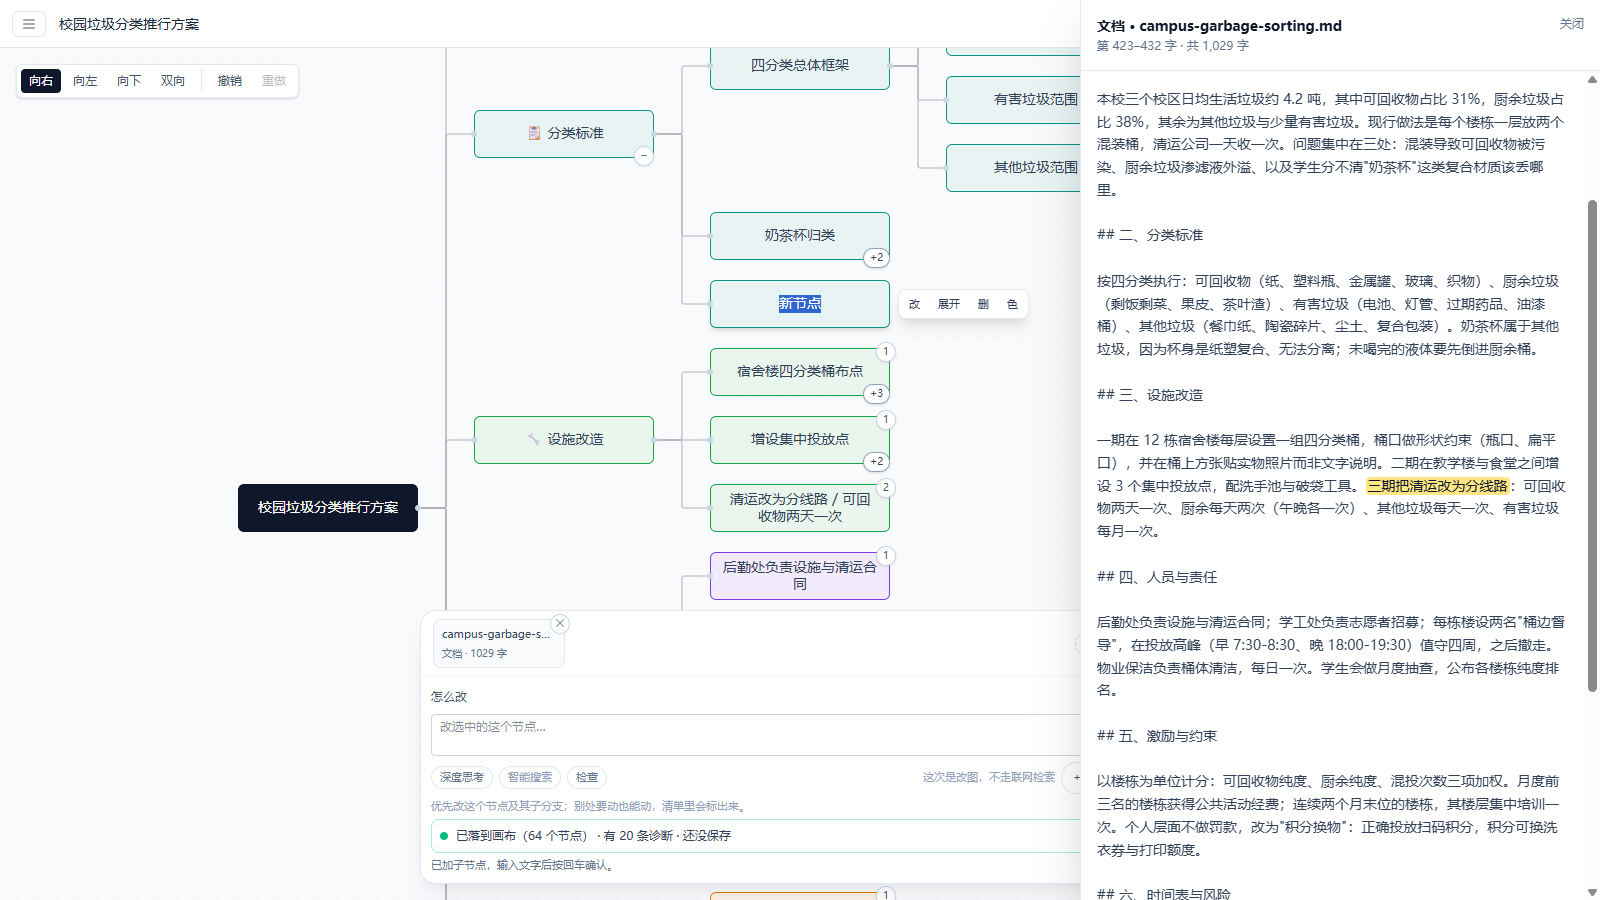 校园垃圾分类推行方案
向右 向左 向下 双向 撤销 重做
四分类总体框架
有害垃圾范围
分类标准
−
其他垃圾范围
奶茶杯归类
+2
新节点
改 展开 删 色
1
宿舍楼四分类桶布点
+3
1
设施改造
增设集中投放点
+2
2
清运改为分线路 / 可回
收物两天一次
校园垃圾分类推行方案
1
后勤处负责设施与清运合
同
campus-garbage-s...
文档 · 1029 字
怎么改
改选中的这个节点...
深度思考 智能搜索 检查 这次是改图，不走联网检索 +
优先改这个节点及其子分支；别处要动也能动，清单里会标出来。
已落到画布（64 个节点） · 有 20 条诊断 · 还没保存
已加子节点，输入文字后按回车确认。
1
文档 • campus-garbage-sorting.md
关闭
第 423–432 字 · 共 1,029 字
本校三个校区日均生活垃圾约 4.2 吨，其中可回收物占比 31%，厨余垃圾占
比 38%，其余为其他垃圾与少量有害垃圾。现行做法是每个楼栋一层放两个
混装桶，清运公司一天收一次。问题集中在三处：混装导致可回收物被污
染、厨余垃圾渗滤液外溢、以及学生分不清"奶茶杯"这类复合材质该丢哪
里。
## 二、分类标准
按四分类执行：可回收物（纸、塑料瓶、金属罐、玻璃、织物）、厨余垃圾
（剩饭剩菜、果皮、茶叶渣）、有害垃圾（电池、灯管、过期药品、油漆
桶）、其他垃圾（餐巾纸、陶瓷碎片、尘土、复合包装）。奶茶杯属于其他
垃圾，因为杯身是纸塑复合、无法分离；未喝完的液体要先倒进厨余桶。
## 三、设施改造
一期在 12 栋宿舍楼每层设置一组四分类桶，桶口做形状约束（瓶口、扁平
口），并在桶上方张贴实物照片而非文字说明。二期在教学楼与食堂之间增
设 3 个集中投放点，配洗手池与破袋工具。三期把清运改为分线路：可回收
物两天一次、厨余每天两次（午晚各一次）、其他垃圾每天一次、有害垃圾
每月一次。
## 四、人员与责任
后勤处负责设施与清运合同；学工处负责志愿者招募；每栋楼设两名"桶边督
导"，在投放高峰（早 7:30-8:30、晚 18:00-19:30）值守四周，之后撤走。
物业保洁负责桶体清洁，每日一次。学生会做月度抽查，公布各楼栋纯度排
名。
## 五、激励与约束
以楼栋为单位计分：可回收物纯度、厨余纯度、混投次数三项加权。月度前
三名的楼栋获得公共活动经费；连续两个月末位的楼栋，其楼层集中培训一
次。个人层面不做罚款，改为"积分换物"：正确投放扫码积分，积分可换洗
衣券与打印额度。
## 六、时间表与风险